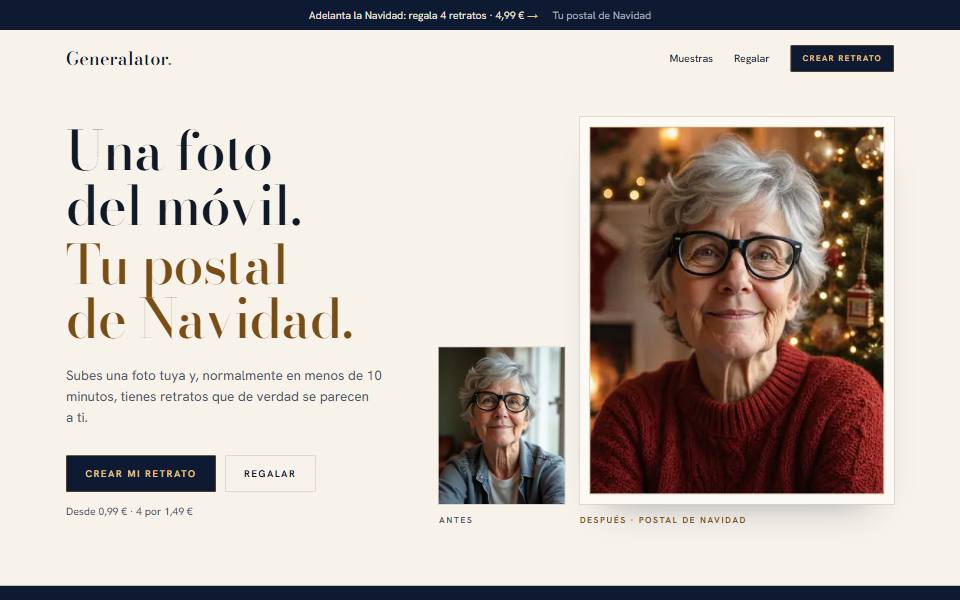 Adelanta la Navidad: regala 4 retratos · 4,99 € → Tu postal de Navidad
Generalator.
Muestras Regalar CREAR RETRATO
Una foto
del móvil.
Tu postal
de Navidad.
Subes una foto tuya y, normalmente en menos de 10
minutos, tienes retratos que de verdad se parecen
a ti.
CREAR MI RETRATO REGALAR
Desde 0,99 € · 4 por 1,49 €
ANTES
DESPUÉS · POSTAL DE NAVIDAD